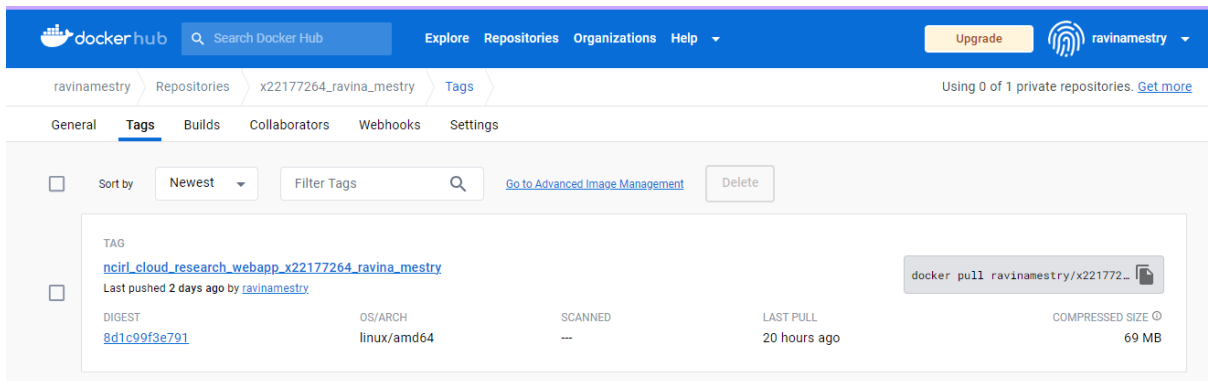 dockerhub Search Docker Hub Explore Repositories Organizations Help Upgrade ravinamestry
ravinamestry Repositories x22177264_ravina_mestry Tags Using 0 of 1 private repositories. Get more
General Tags Builds Collaborators Webhooks Settings
Sort by Newest Filter Tags Go to Advanced Image Management Delete
TAG
ncirl_cloud_research_webapp_x22177264_ravina_mestry
docker pull ravinamestry/x221772…
Last pushed 2 days ago by ravinamestry
DIGEST OS/ARCH SCANNED LAST PULL COMPRESSED SIZE
8d1c99f3e791 linux/amd64 --- 20 hours ago 69 MB